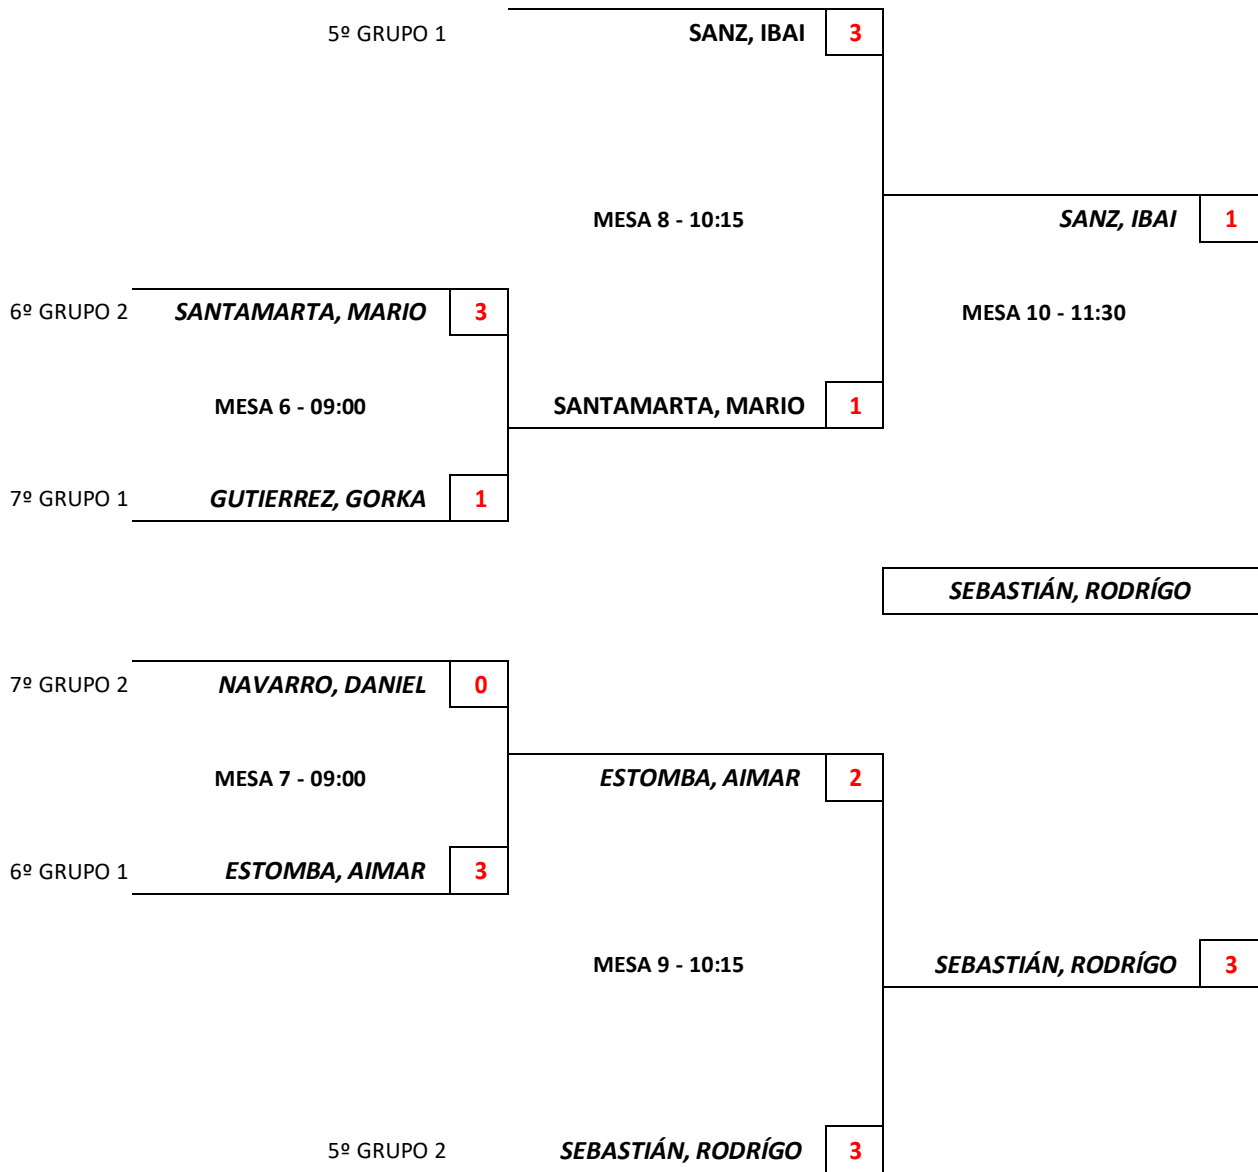 5º GRUPO 1 SANZ, IBAI 3
MESA 8 - 10:15 SANZ, IBAI 1
6º GRUPO 2 SANTAMARTA, MARIO 3 MESA 10 - 11:30
MESA 6 - 09:00 SANTAMARTA, MARIO 1
7º GRUPO 1 GUTIERREZ, GORKA 1
SEBASTIÁN, RODRÍGO
7º GRUPO 2 NAVARRO, DANIEL 0
MESA 7 - 09:00 ESTOMBA, AIMAR 2
6º GRUPO 1 ESTOMBA, AIMAR 3
MESA 9 - 10:15 SEBASTIÁN, RODRÍGO 3
5º GRUPO 2 SEBASTIÁN, RODRÍGO 3